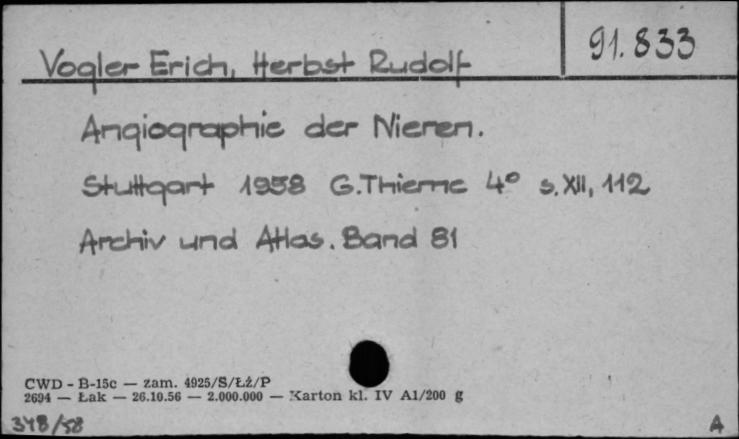 91.833
Vogler Erich, Herbst Rudolf
Angiographie der Nieren.
Stuttgart 1958 G.Thieme 4° s.XII, 112
Archiv und Atlas. Band 81
CWD - B-15c — zam. 4925/S/ŁŻ/P
2694 — Łak — 26.10.56 — 2.000.000 — Karton kl. IV A1/200 g
348/58 A